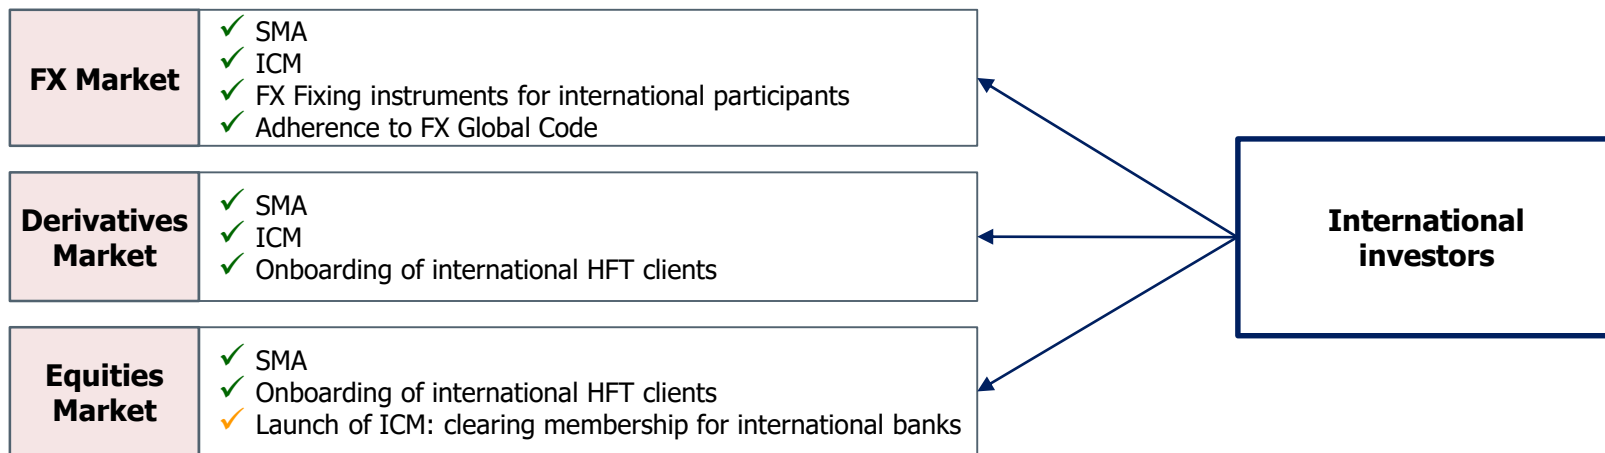 FX Market
SMA
ICM
FX Fixing instruments for international participants
Adherence to FX Global Code
Derivatives
Market
SMA
ICM
Onboarding of international HFT clients
Equities
Market
SMA
Onboarding of international HFT clients
Launch of ICM: clearing membership for international banks
International
investors